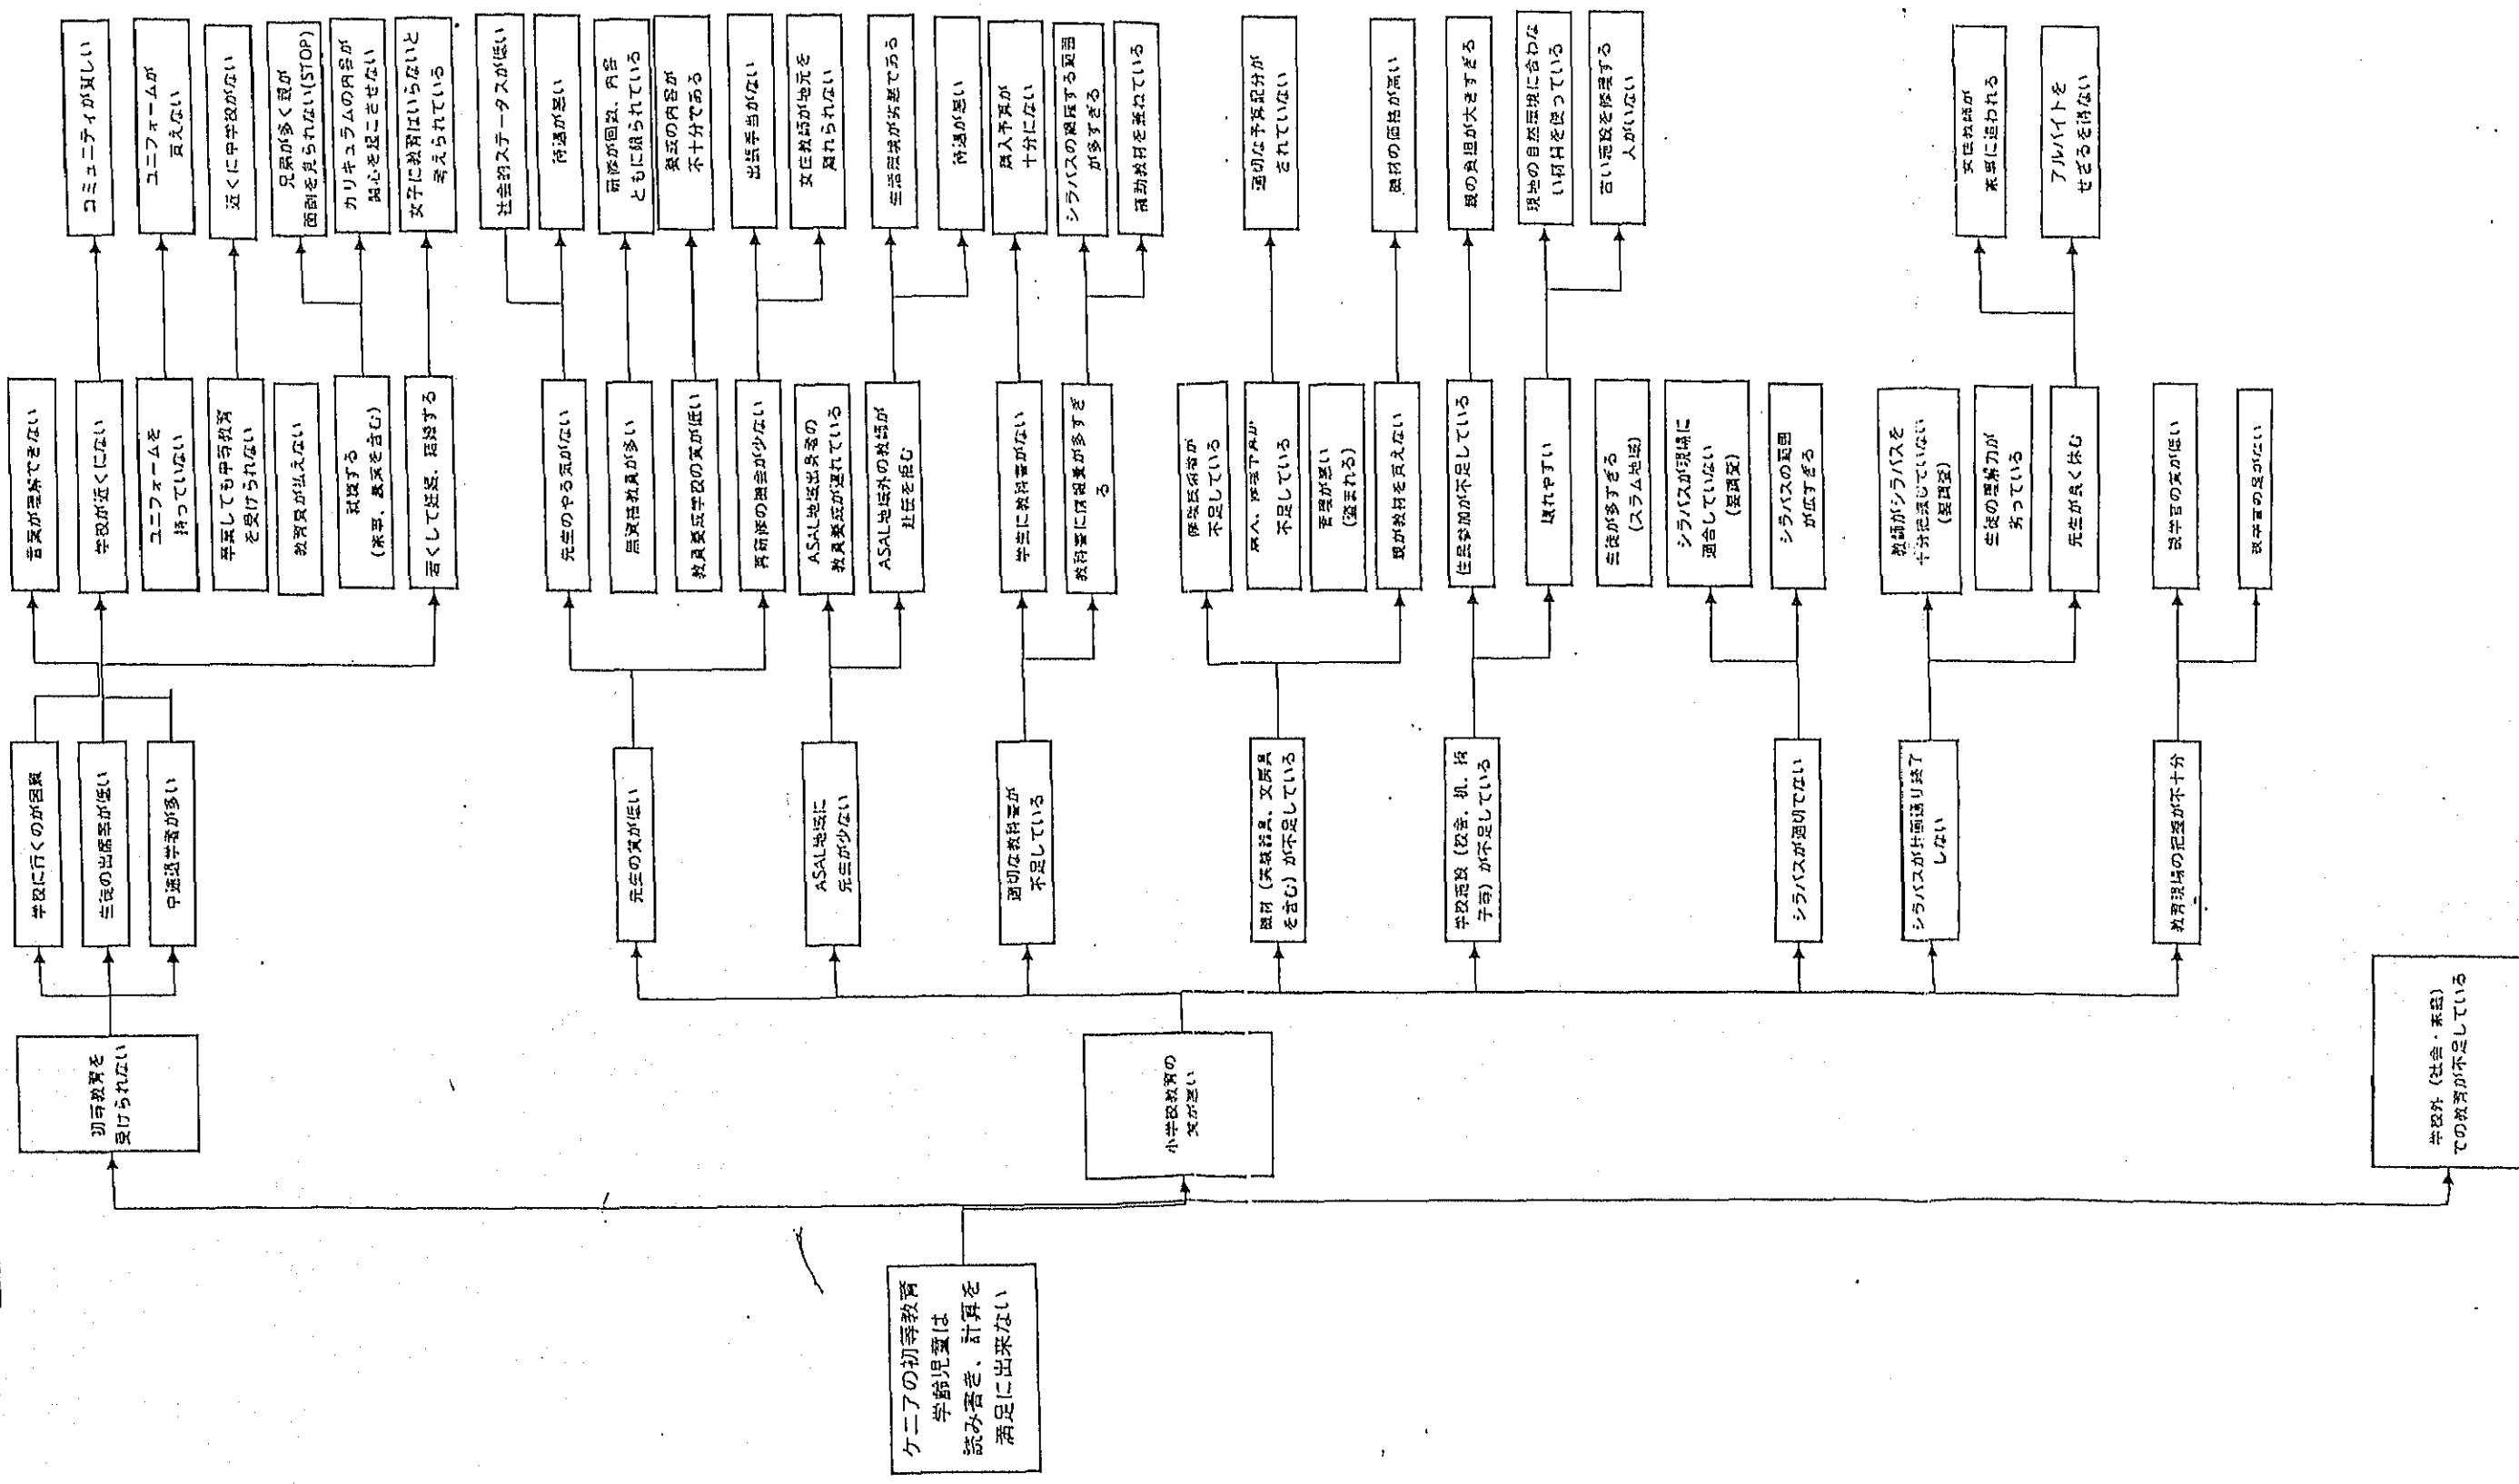 ケニアの初等教育
学齢児童は
読み書き、計算を
満足に出来ない
初等教育を
受けられない
小学校教育の
質が悪い
学校外（社会・家庭）
での教育が不足している
学校に行くのが困難
生徒の出席率が低い
中途退学者が多い
先生の質が低い
ASAL地域に
先生が少ない
適切な教科書が
不足している
機材（実験器具、文房具
を含む）が不足している
学校施設（校舎、机、椅
子等）が不足している
シラバスが適切でない
シラバスが計画通り終了
しない
教育現場の把握が不十分
言葉が理解できない
学校が近くにない
ユニフォームを
持っていない
卒業しても中等教育
を受けられない
教育費が払えない
就業する
（家事、農業を含む）
若くして妊娠、結婚する
先生のやる気がない
無資格教員が多い
教員養成学校の質が低い
再研修の機会が少ない
ASAL地域出身者の
教員養成が遅れている
ASAL地域外の教師が
赴任を拒む
学生に教科書がない
教科書に情報量が多すぎ
る
修理技術者が
不足している
購入、修理予算が
不足している
管理が悪い
（盗まれる）
親が教材を買えない
住民参加が不足している
壊れやすい
生徒が多すぎる
（スラム地域）
シラバスが現場に
適合していない
（要調査）
シラバスの範囲
が広すぎる
教師がシラバスを
十分把握していない
（要調査）
生徒の理解力が
劣っている
先生が良く休む
視学官の質が低い
視学官の足がない
コミュニティが貧しい
ユニフォームが
買えない
近くに中学校がない
兄弟が多く親が
面倒を見られない(STOP)
カリキュラムの内容が
関心を起こさせない
女子に教育はいらないと
考えられている
社会的ステータスが低い
待遇が悪い
研修が回数、内容
ともに限られている
養成の内容が
不十分である
出張手当がない
女性教師が地元を
離れられない
生活環境が劣悪である
待遇が悪い
購入予算が
十分にない
シラバスの範囲する範囲
が多すぎる
補助教材を兼ねている
適切な予算配分が
されていない
機材の価格が高い
親の負担が大きすぎる
現地の自然環境に合わな
い材料を使っている
古い施設を修理する
人がいない
女性教師が
家事に追われる
アルバイトを
せざるを得ない